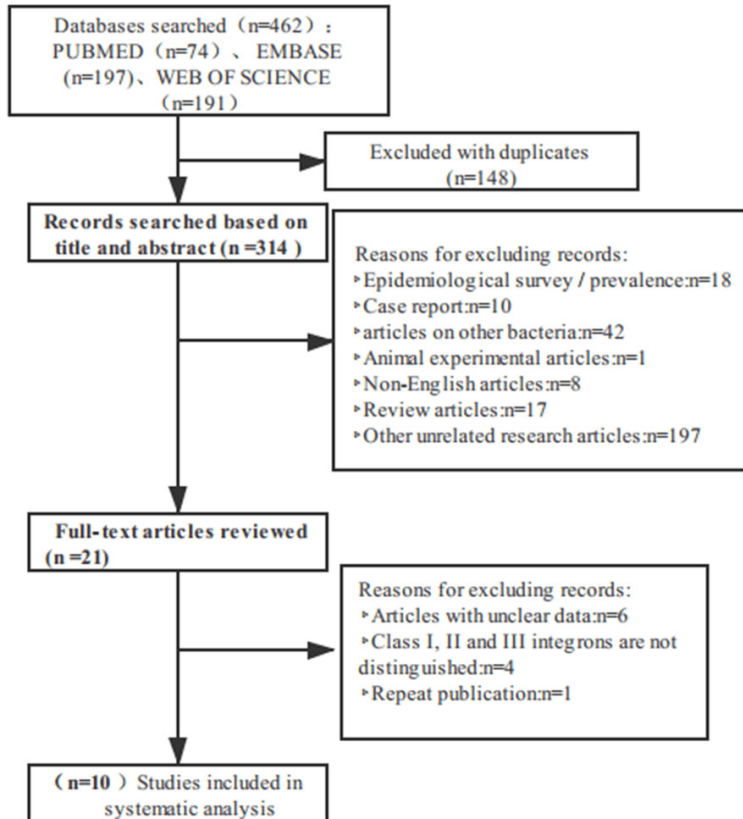 Databases searched（n=462）:
PUBMED（n=74）、EMBASE
(n=197)、WEB OF SCIENCE
（n=191）
Excluded with duplicates
(n=148)
Records searched based on
title and abstract (n =314 )
Reasons for excluding records:
▸Epidemiological survey / prevalence:n=18
▸Case report:n=10
▸articles on other bacteria:n=42
▸Animal experimental articles:n=1
▸Non-English articles:n=8
▸Review articles:n=17
▸Other unrelated research articles:n=197
Full-text articles reviewed
(n =21)
Reasons for excluding records:
▸Articles with unclear data:n=6
▸Class I, II and III integrons are not
distinguished:n=4
▸Repeat publication:n=1
（n=10 ）Studies included in
systematic analysis